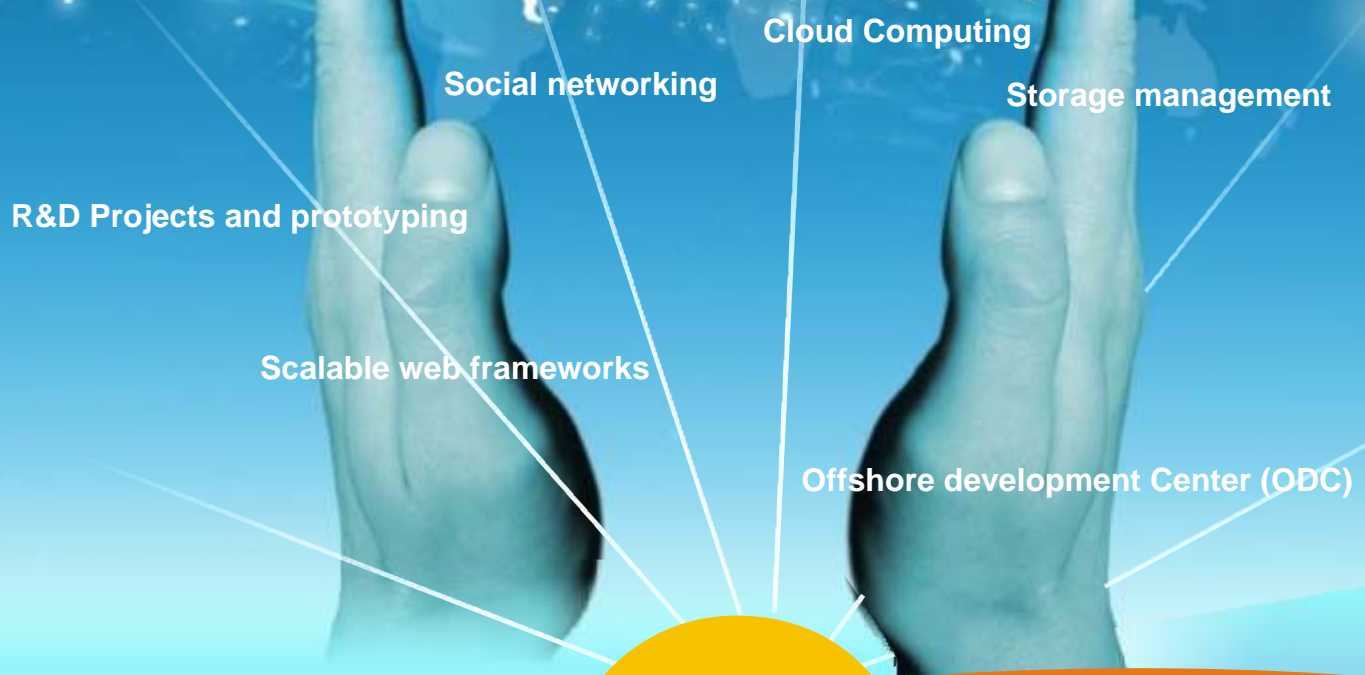 Cloud Computing
Social networking
Storage management
R&D Projects and prototyping
Scalable web frameworks
Offshore development Center (ODC)